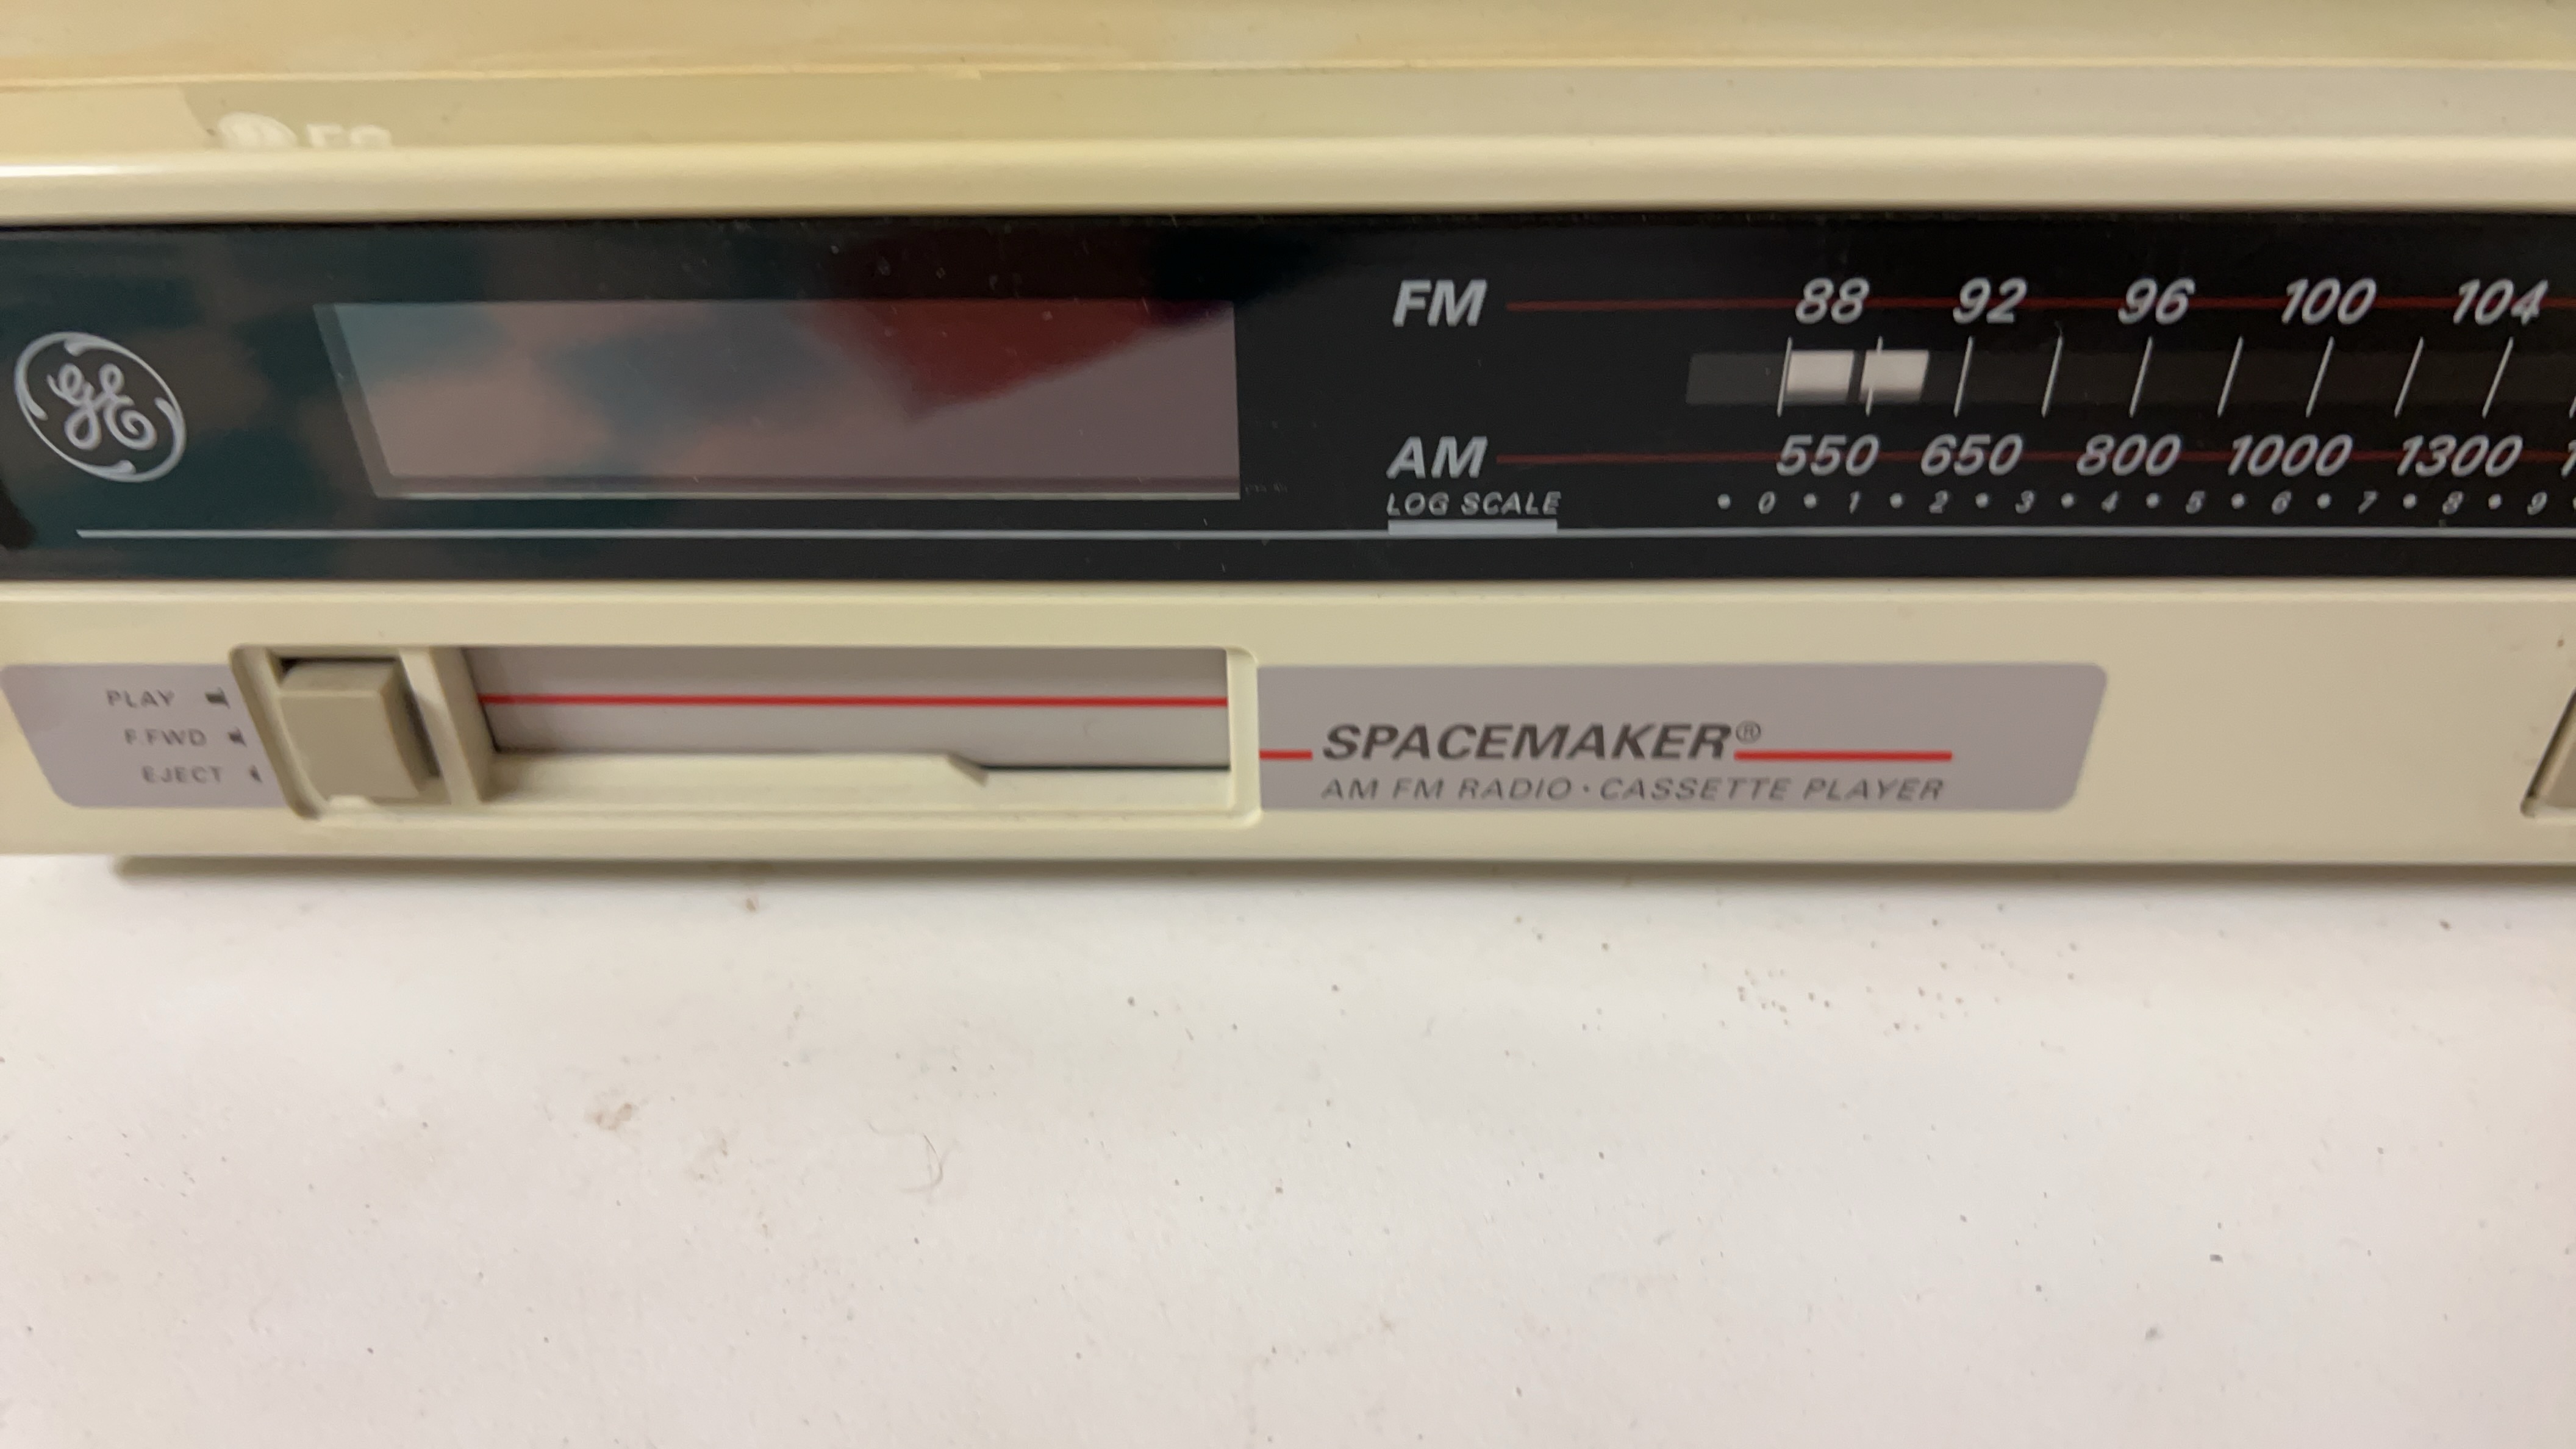 GE
FM 88 92 96 100 104
AM 550 650 800 1000 1300
LOG SCALE • 0 • 1 • 2 • 3 • 4 • 5 • 6 • 7 • 8 • 9
PLAY
F.FWD
EJECT
SPACEMAKER®
AM FM RADIO • CASSETTE PLAYER